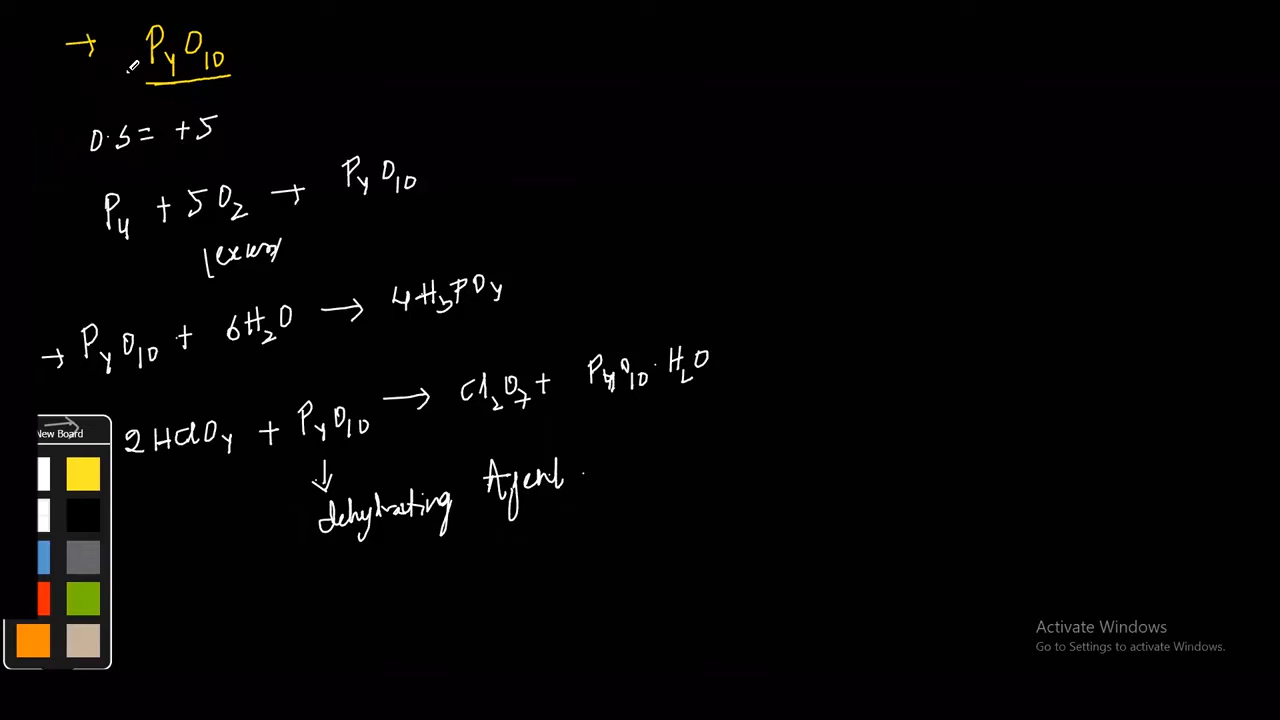 → P₄O₁₀
O.S = +5
P₄ + 5O₂ → P₄O₁₀
(excess
→ P₄O₁₀ + 6H₂O → 4H₃PO₄
2HClO₄ + P₄O₁₀ → Cl₂O₇ + P₄O₁₀.H₂O
↓
dehydrating Agent.
New Board
Activate Windows
Go to Settings to activate Windows.